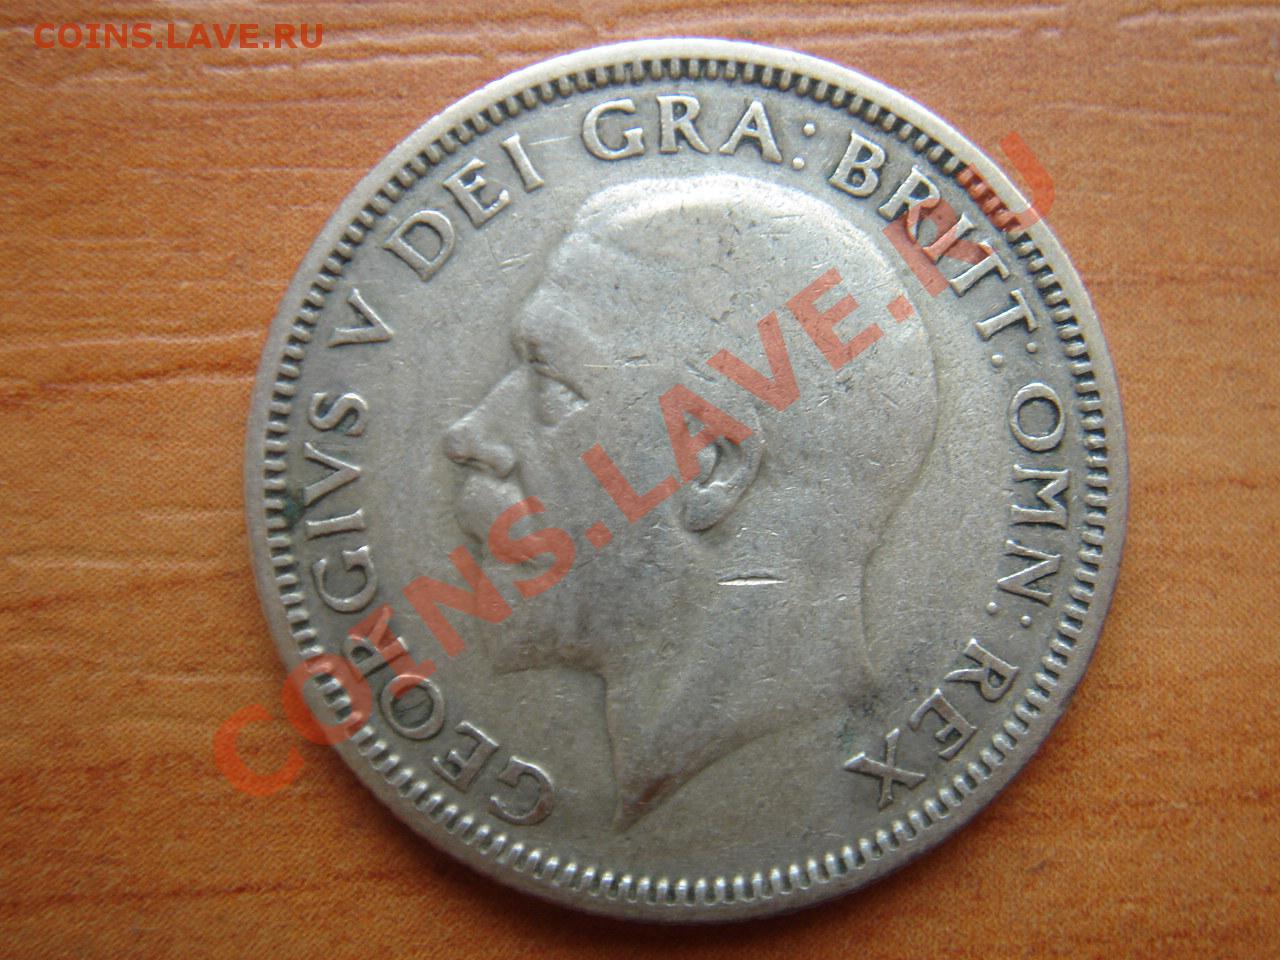 COINS.LAVE.RU
GEORGIVS V DEI GRA: BRITT: OMN: REX
COINS.LAVE.RU